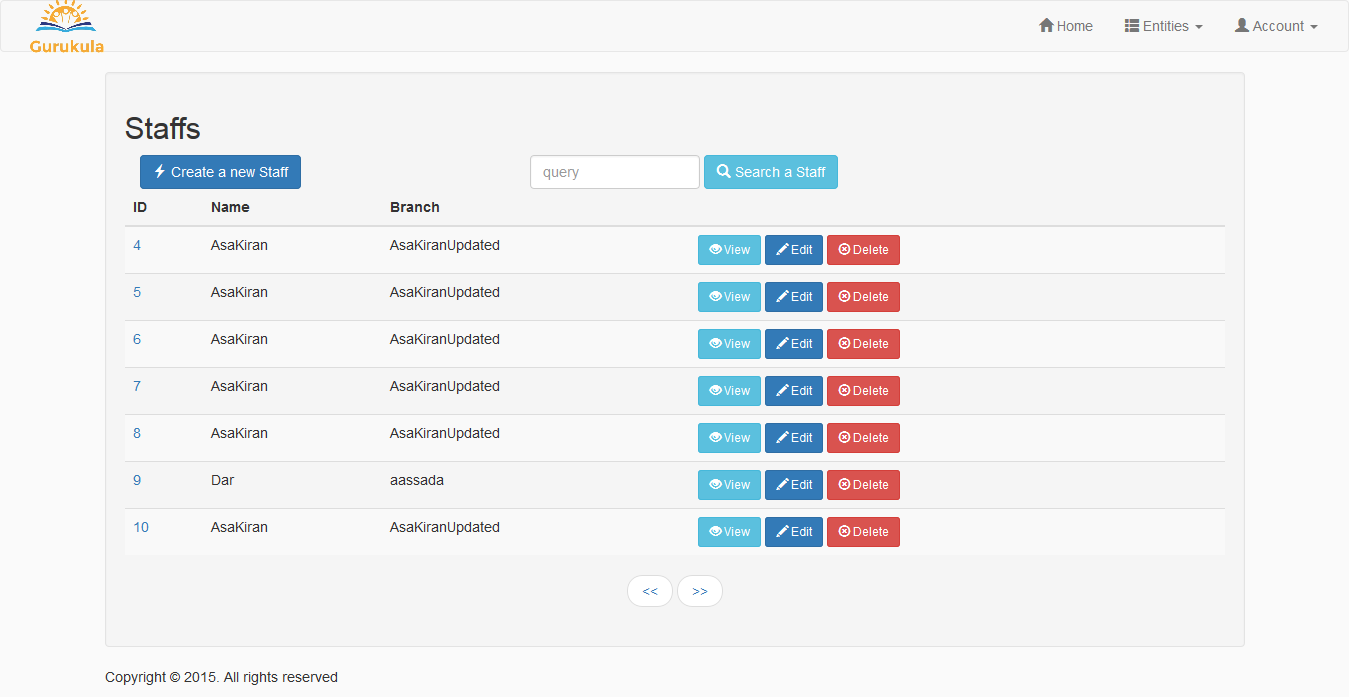 Gurukula
Home Entities Account
Staffs
Create a new Staff query Search a Staff
ID Name Branch
4 AsaKiran AsaKiranUpdated View Edit Delete
5 AsaKiran AsaKiranUpdated View Edit Delete
6 AsaKiran AsaKiranUpdated View Edit Delete
7 AsaKiran AsaKiranUpdated View Edit Delete
8 AsaKiran AsaKiranUpdated View Edit Delete
9 Dar aassada View Edit Delete
10 AsaKiran AsaKiranUpdated View Edit Delete
<< >>
Copyright © 2015. All rights reserved